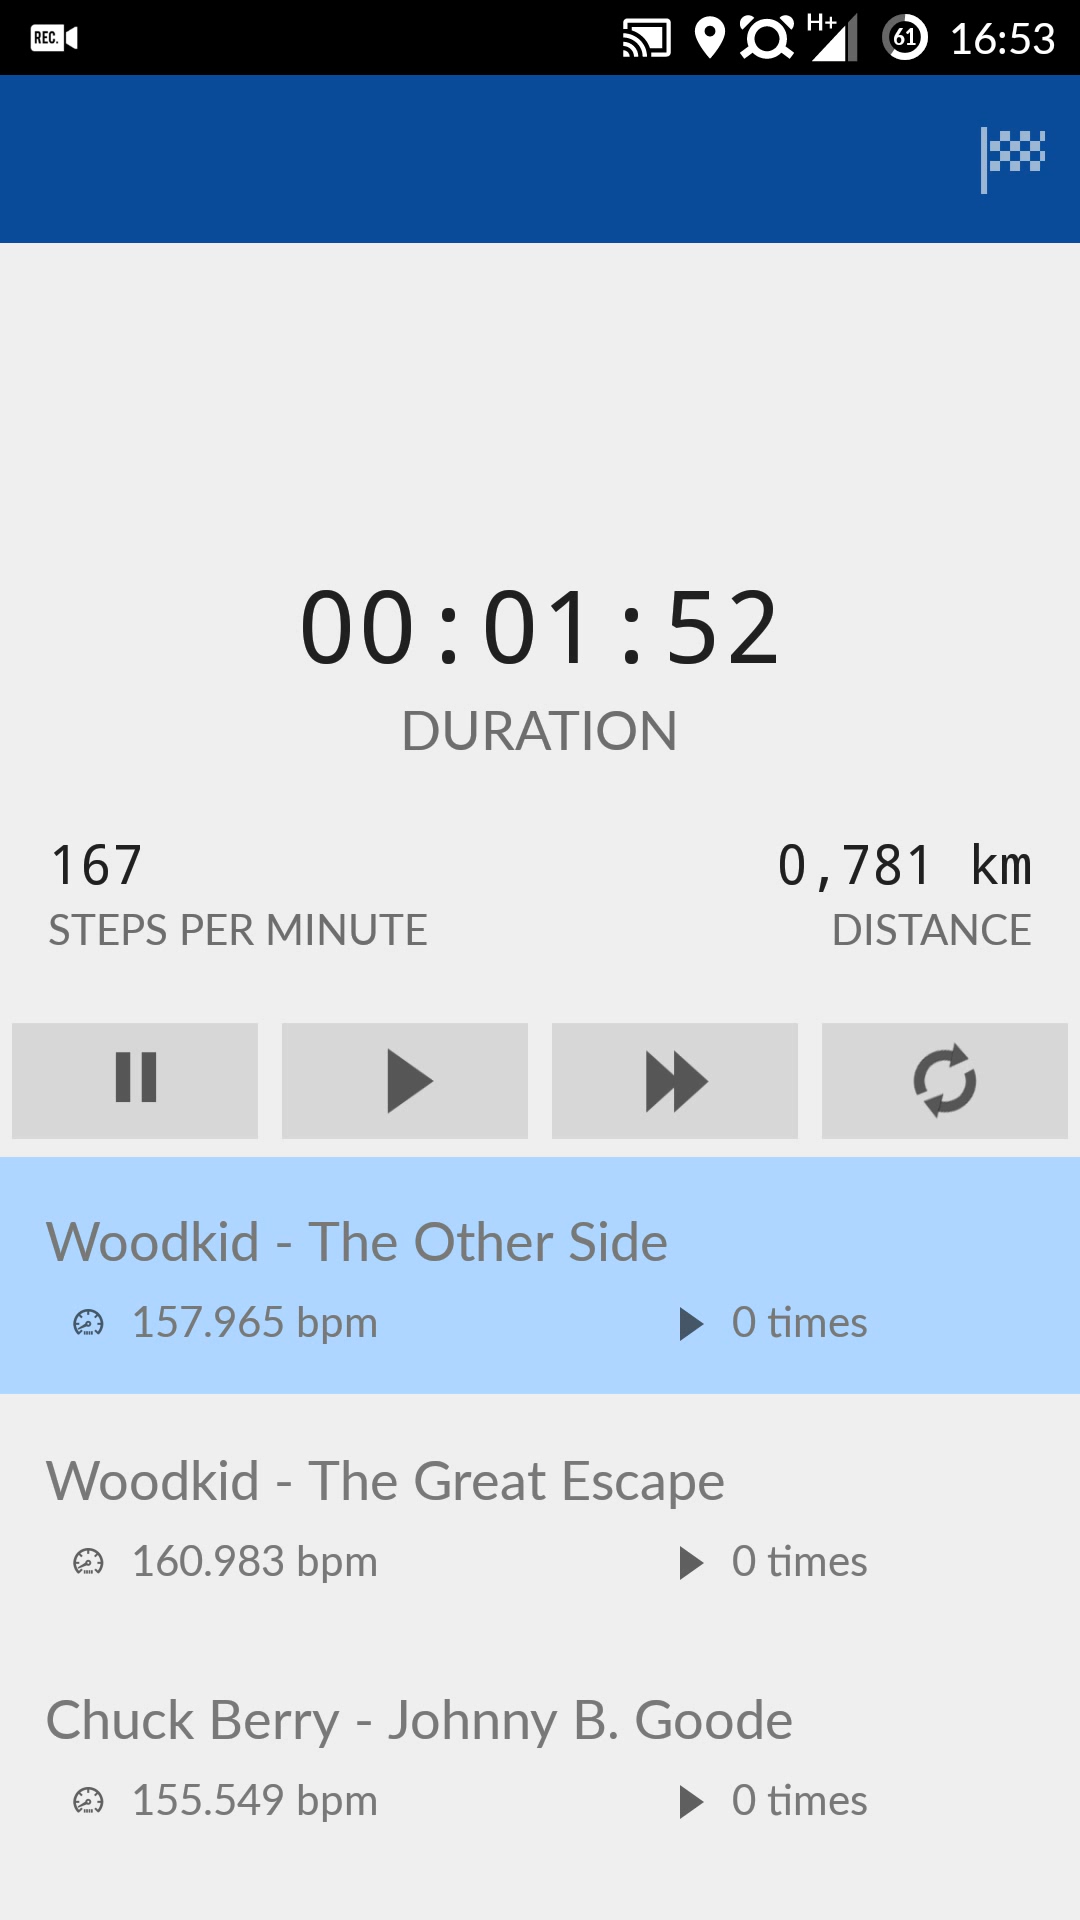 REC. H+ 61 16:53
00:01:52
DURATION
167 0,781 km
STEPS PER MINUTE DISTANCE
Woodkid - The Other Side
157.965 bpm 0 times
Woodkid - The Great Escape
160.983 bpm 0 times
Chuck Berry - Johnny B. Goode
155.549 bpm 0 times